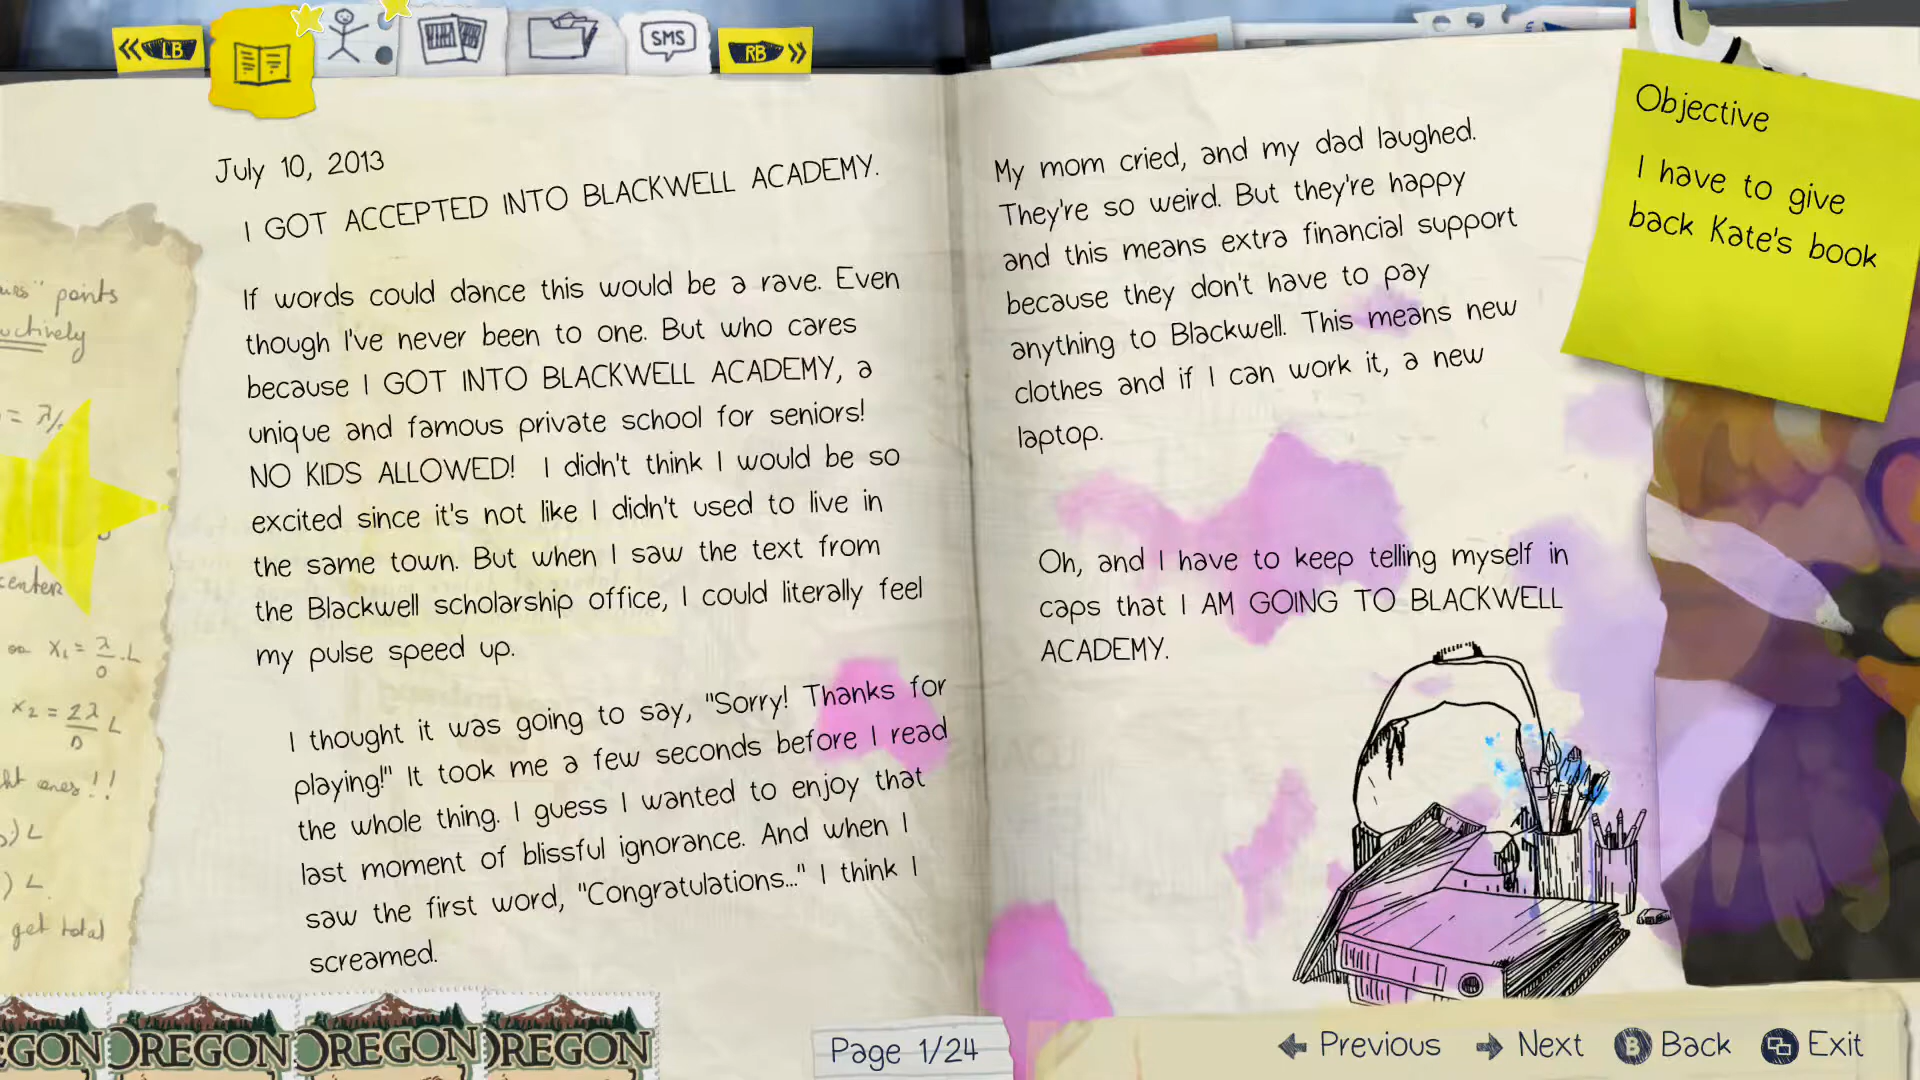 LB
SMS
RB
July 10, 2013
I GOT ACCEPTED INTO BLACKWELL ACADEMY.
If words could dance this would be a rave. Even
though I've never been to one. But who cares
because I GOT INTO BLACKWELL ACADEMY, a
unique and famous private school for seniors!
NO KIDS ALLOWED! I didn't think I would be so
excited since it's not like I didn't used to live in
the same town. But when I saw the text from
the Blackwell scholarship office, I could literally feel
my pulse speed up.
I thought it was going to say, "Sorry! Thanks for
playing!" It took me a few seconds before I read
the whole thing. I guess I wanted to enjoy that
last moment of blissful ignorance. And when I
saw the first word, "Congratulations..." I think I
screamed.
My mom cried, and my dad laughed.
They're so weird. But they're happy
and this means extra financial support
because they don't have to pay
anything to Blackwell. This means new
clothes and if I can work it, a new
laptop.
Oh, and I have to keep telling myself in
caps that I AM GOING TO BLACKWELL
ACADEMY.
Objective
I have to give
back Kate's book
points
= λ/
center
x₁ = λ/D . L
x₂ = 2λ/D L
ones!!
) L
) L
get total
EGON OREGON OREGON OREGON
Page 1/24
Previous
Next
B Back
Exit